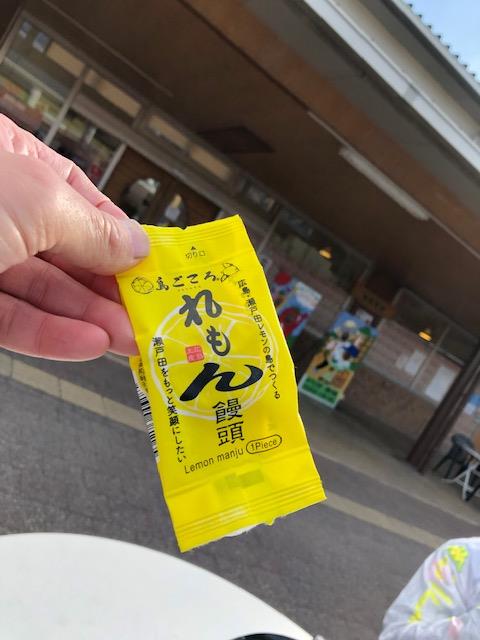 切り口
島ごころ
広島・瀬戸田レモンの島でつくる
れもん
饅頭
瀬戸田をもっと笑顔にしたい
Lemon manju 1Piece